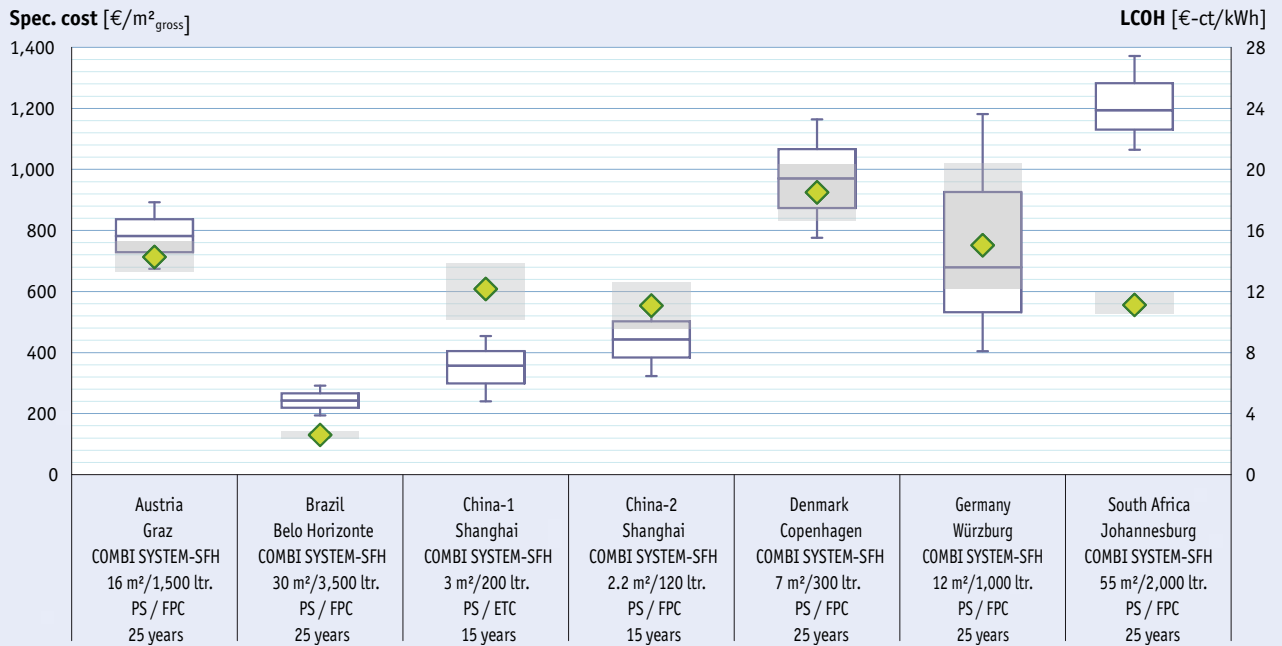 Spec. cost [€/m²gross] LCOH [€-ct/kWh]
1,400 28
1,200 24
1,000 20
800 16
600 12
400 8
200 4
0 0
Austria Brazil China-1 China-2 Denmark Germany South Africa
Graz Belo Horizonte Shanghai Shanghai Copenhagen Würzburg Johannesburg
COMBI SYSTEM-SFH COMBI SYSTEM-SFH COMBI SYSTEM-SFH COMBI SYSTEM-SFH COMBI SYSTEM-SFH COMBI SYSTEM-SFH COMBI SYSTEM-SFH
16 m²/1,500 ltr. 30 m²/3,500 ltr. 3 m²/200 ltr. 2.2 m²/120 ltr. 7 m²/300 ltr. 12 m²/1,000 ltr. 55 m²/2,000 ltr.
PS / FPC PS / FPC PS / ETC PS / FPC PS / FPC PS / FPC PS / FPC
25 years 25 years 15 years 15 years 25 years 25 years 25 years